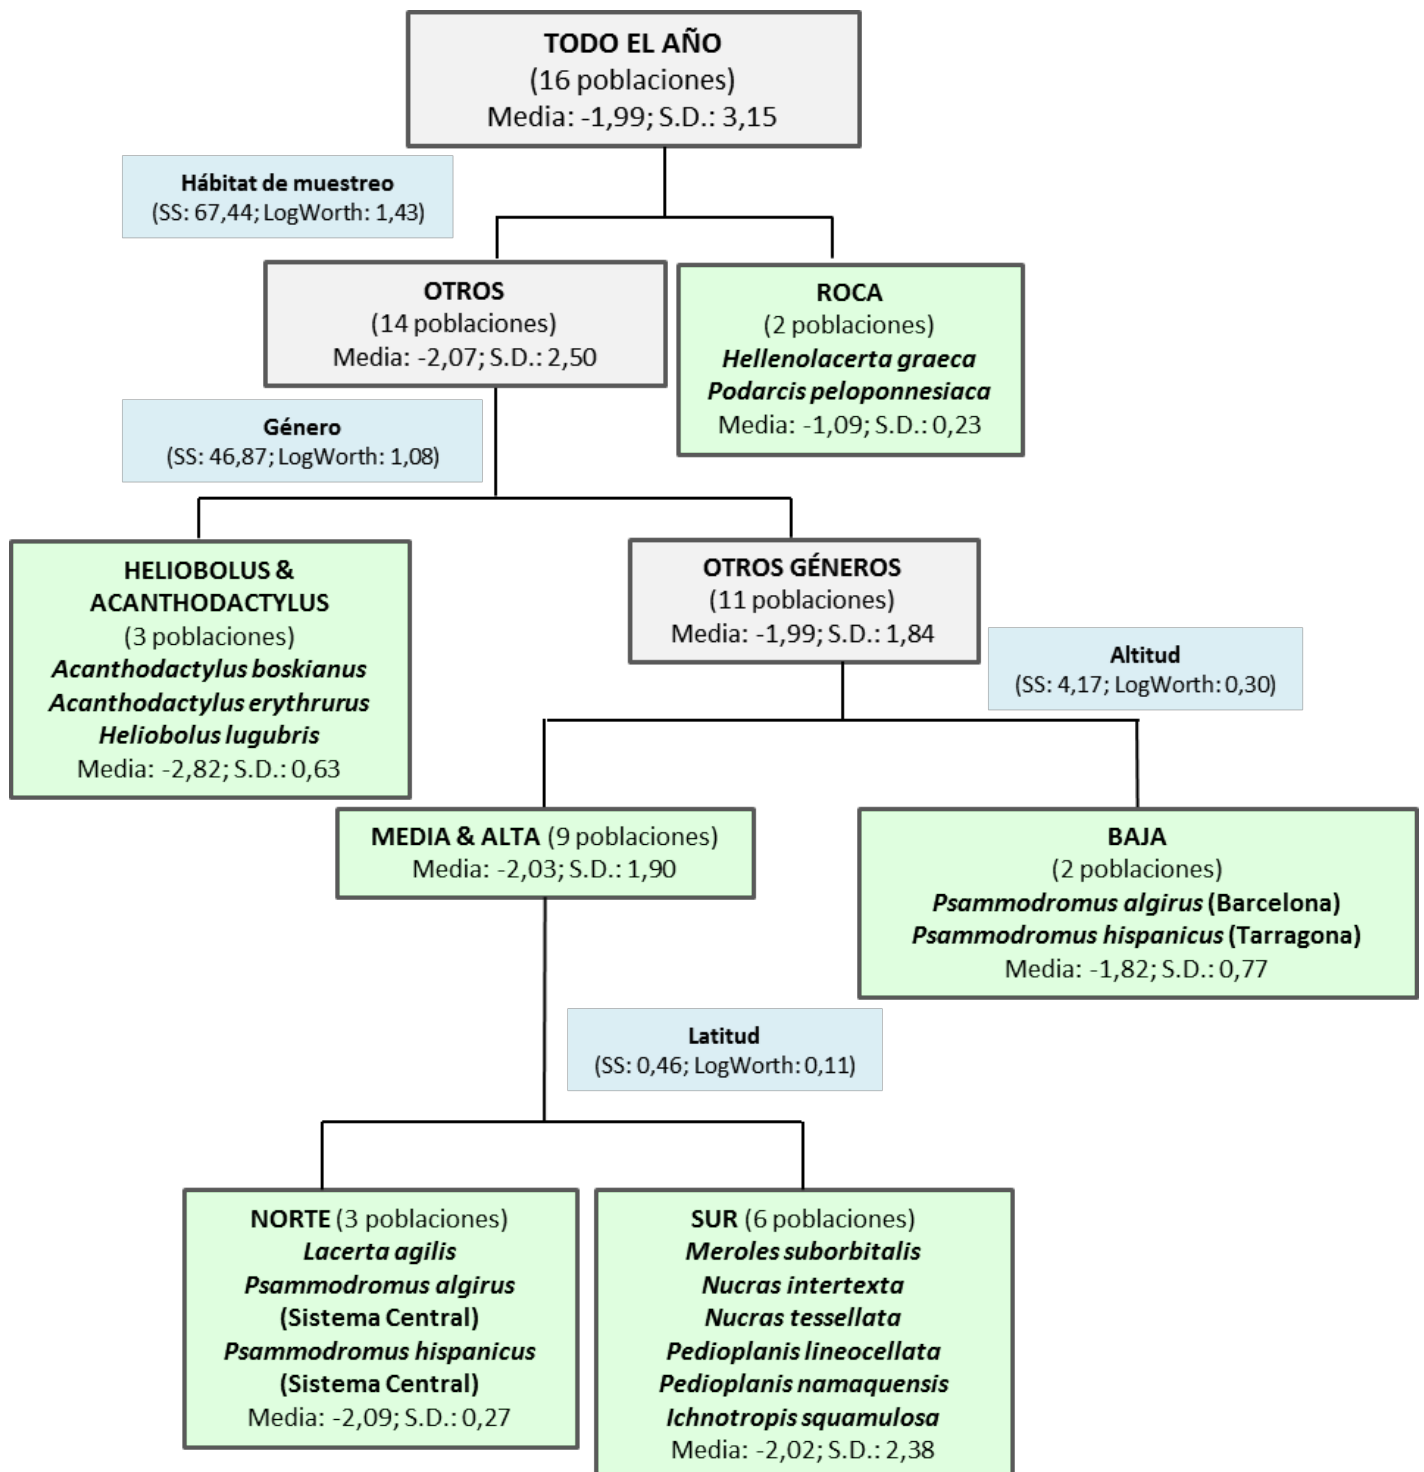 TODO EL AÑO
(16 poblaciones)
Media: -1,99; S.D.: 3,15
Hábitat de muestreo
(SS: 67,44; LogWorth: 1,43)
OTROS
(14 poblaciones)
Media: -2,07; S.D.: 2,50
ROCA
(2 poblaciones)
Hellenolacerta graeca
Podarcis peloponnesiaca
Media: -1,09; S.D.: 0,23
Género
(SS: 46,87; LogWorth: 1,08)
HELIOBOLUS &
ACANTHODACTYLUS
(3 poblaciones)
Acanthodactylus boskianus
Acanthodactylus erythrurus
Heliobolus lugubris
Media: -2,82; S.D.: 0,63
OTROS GÉNEROS
(11 poblaciones)
Media: -1,99; S.D.: 1,84
Altitud
(SS: 4,17; LogWorth: 0,30)
MEDIA & ALTA (9 poblaciones)
Media: -2,03; S.D.: 1,90
BAJA
(2 poblaciones)
Psammodromus algirus (Barcelona)
Psammodromus hispanicus (Tarragona)
Media: -1,82; S.D.: 0,77
Latitud
(SS: 0,46; LogWorth: 0,11)
NORTE (3 poblaciones)
Lacerta agilis
Psammodromus algirus
(Sistema Central)
Psammodromus hispanicus
(Sistema Central)
Media: -2,09; S.D.: 0,27
SUR (6 poblaciones)
Meroles suborbitalis
Nucras intertexta
Nucras tessellata
Pedioplanis lineocellata
Pedioplanis namaquensis
Ichnotropis squamulosa
Media: -2,02; S.D.: 2,38